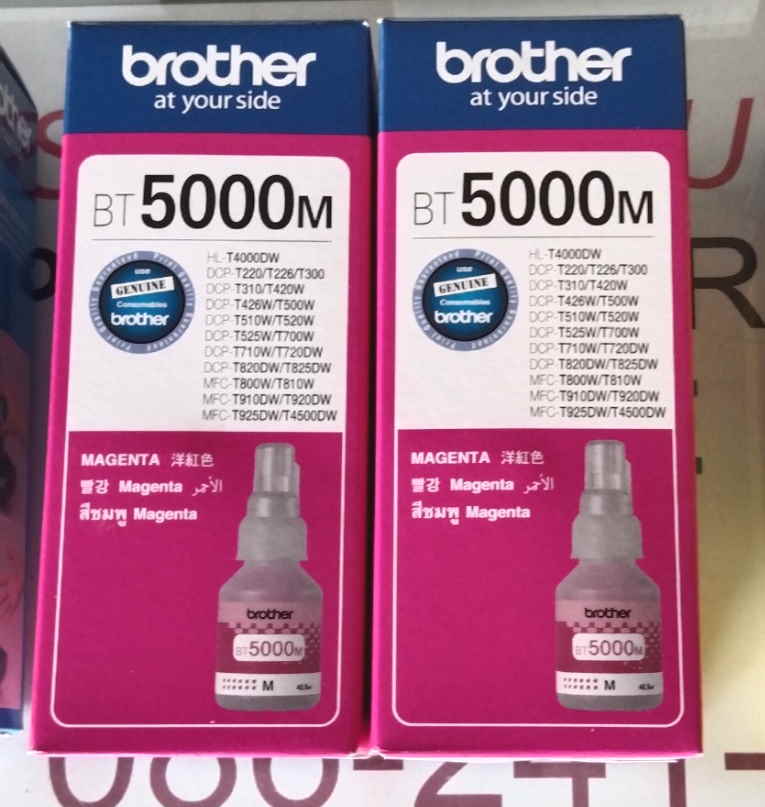 brother
at your side
BT5000M
use
GENUINE
Consumables
brother
HL-T4000DW
DCP-T220/T226/T300
DCP-T310/T420W
DCP-T426W/T500W
DCP-T510W/T520W
DCP-T525W/T700W
DCP-T710W/T720DW
DCP-T820DW/T825DW
MFC-T800W/T810W
MFC-T910DW/T920DW
MFC-T925DW/T4500DW
MAGENTA 洋紅色
빨강 Magenta الأحمر
สีชมพู Magenta
brother
BT5000M
M
brother
at your side
BT5000M
use
GENUINE
Consumables
brother
HL-T4000DW
DCP-T220/T226/T300
DCP-T310/T420W
DCP-T426W/T500W
DCP-T510W/T520W
DCP-T525W/T700W
DCP-T710W/T720DW
DCP-T820DW/T825DW
MFC-T800W/T810W
MFC-T910DW/T920DW
MFC-T925DW/T4500DW
MAGENTA 洋紅色
빨강 Magenta الأحمر
สีชมพู Magenta
brother
BT5000M
M